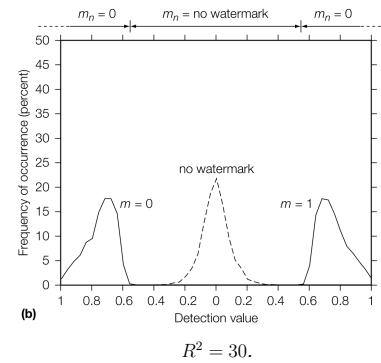 m_n = 0 m_n = no watermark m_n = 0
50
45
40
35
30
25
20
15
10
5
0
Frequency of occurrence (percent)
no watermark
m = 0 m = 1
1 0.8 0.6 0.4 0.2 0 0.2 0.4 0.6 0.8 1
(b) Detection value
R² = 30.